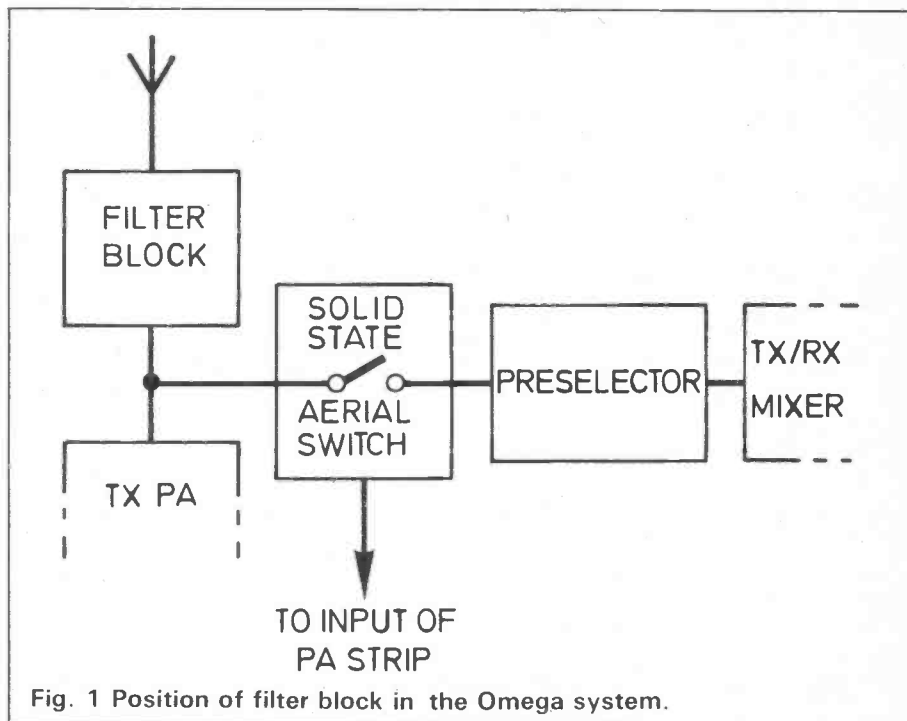 FILTER
BLOCK
SOLID
STATE
AERIAL
SWITCH
PRESELECTOR
TX/RX
MIXER
TX PA
TO INPUT OF
PA STRIP
Fig. 1 Position of filter block in the Omega system.